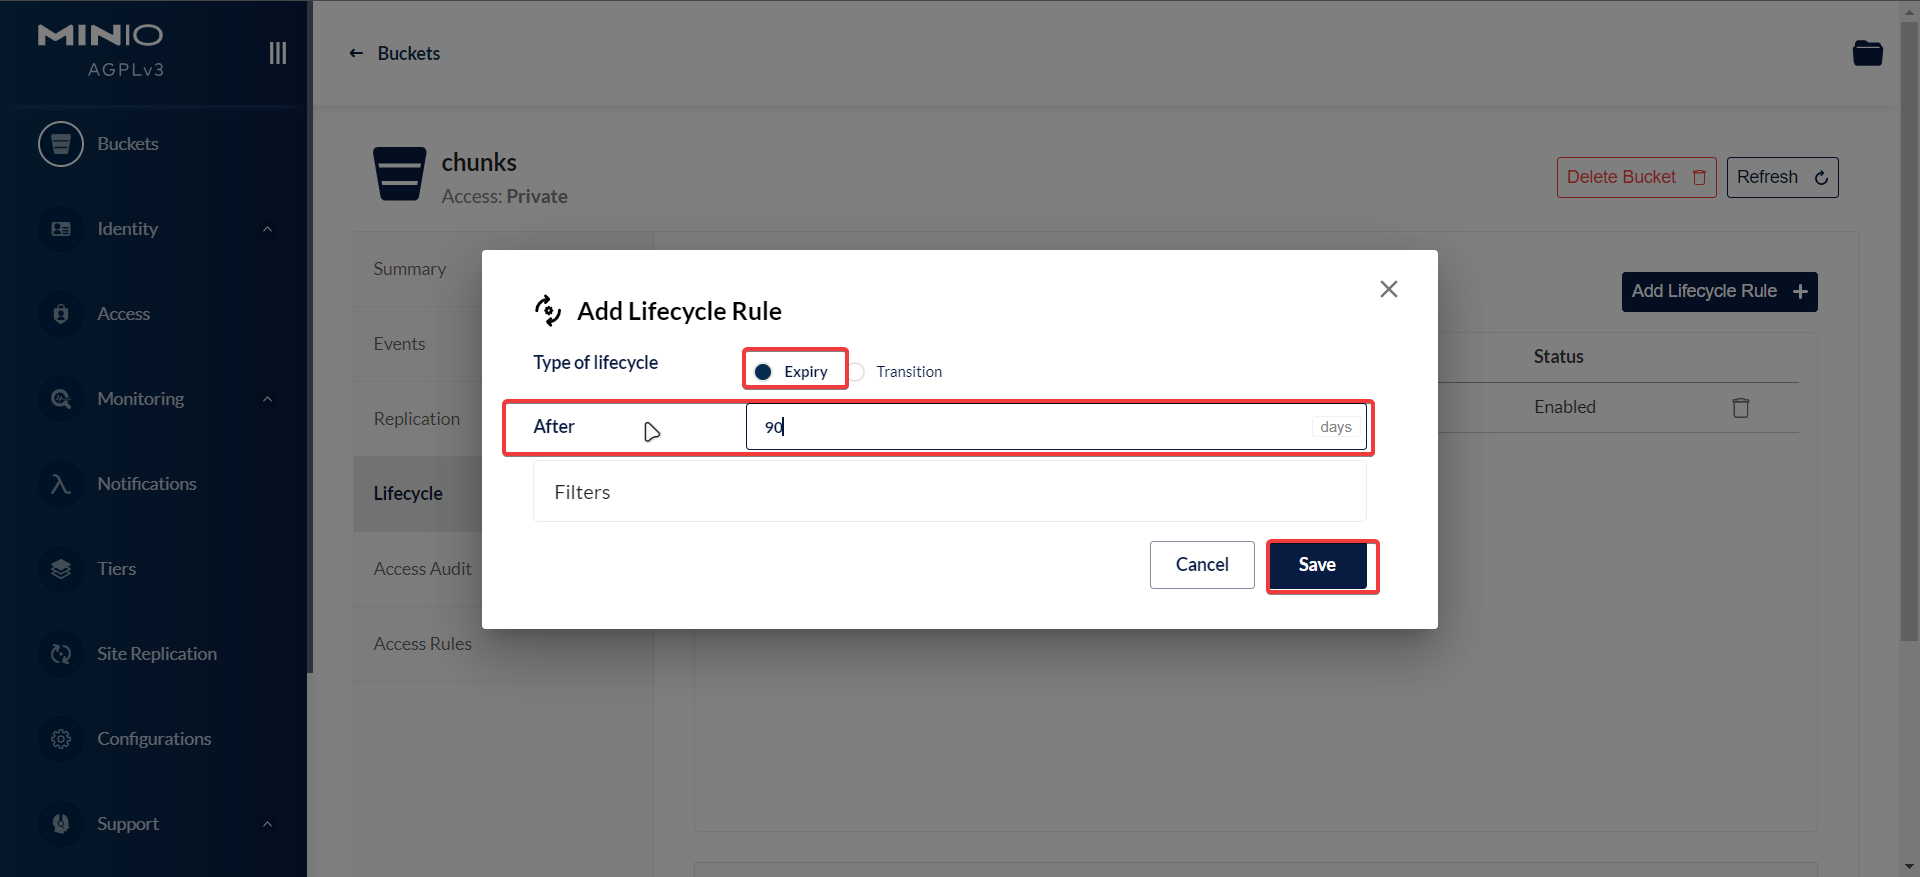 MINIO
AGPLv3
Buckets
Identity
Access
Monitoring
Notifications
Tiers
Site Replication
Configurations
Support
← Buckets
chunks
Access: Private
Delete Bucket
Refresh
Summary
Events
Replication
Lifecycle
Access Audit
Access Rules
Add Lifecycle Rule +
Status
Enabled
Add Lifecycle Rule
Type of lifecycle
Expiry
Transition
After
90
days
Filters
Cancel
Save